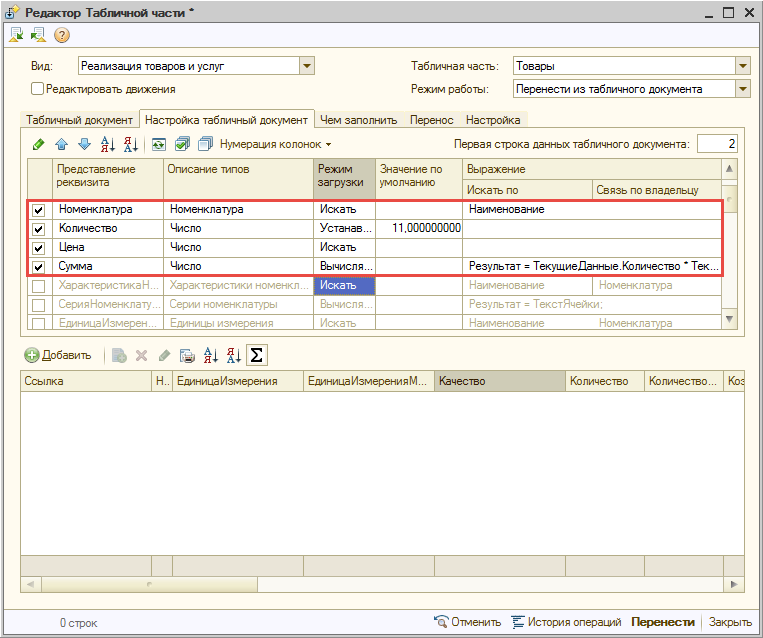 Редактор Табличной части *
Вид: Реализация товаров и услуг Табличная часть: Товары
Редактировать движения Режим работы: Перенести из табличного документа
Табличный документ Настройка табличный документ Чем заполнить Перенос Настройка
Нумерация колонок Первая строка данных табличного документа: 2
Представление реквизита Описание типов Режим загрузки Значение по умолчанию Выражение
Искать по Связь по владельцу
Номенклатура Номенклатура Искать Наименование
Количество Число Устанав... 11,000000000
Цена Число Искать
Сумма Число Вычисля... Результат = ТекущиеДанные.Количество * Тек...
ХарактеристикаН... Характеристики номенкл... Искать Наименование Номенклатура
СерияНоменклату... Серии номенклатуры Вычисля... Результат = ТекстЯчейки;
ЕдиницаИзмерен... Единицы измерения Искать Наименование Номенклатура
Добавить
Ссылка Н.. ЕдиницаИзмерения ЕдиницаИзмеренияМ... Качество Количество Количество... Коэ
0 строк Отменить История операций Перенести Закрыть